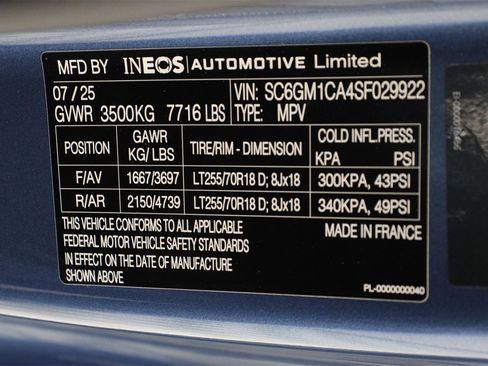 MFD BY INEOS AUTOMOTIVE Limited
07 / 25 VIN: SC6GM1CA4SF029922
GVWR 3500KG 7716 LBS TYPE: MPV
POSITION GAWR KG/ LBS TIRE/RIM - DIMENSION COLD INFL.PRESS. KPA PSI
F/AV 1667/3697 LT255/70R18 D; 8Jx18 300KPA, 43PSI
R/AR 2150/4739 LT255/70R18 D; 8Jx18 340KPA, 49PSI
THIS VEHICLE CONFORMS TO ALL APPLICABLE MADE IN FRANCE
FEDERAL MOTOR VEHICLE SAFETY STANDARDS
IN EFFECT ON THE DATE OF MANUFACTURE
SHOWN ABOVE
PL-0000000040